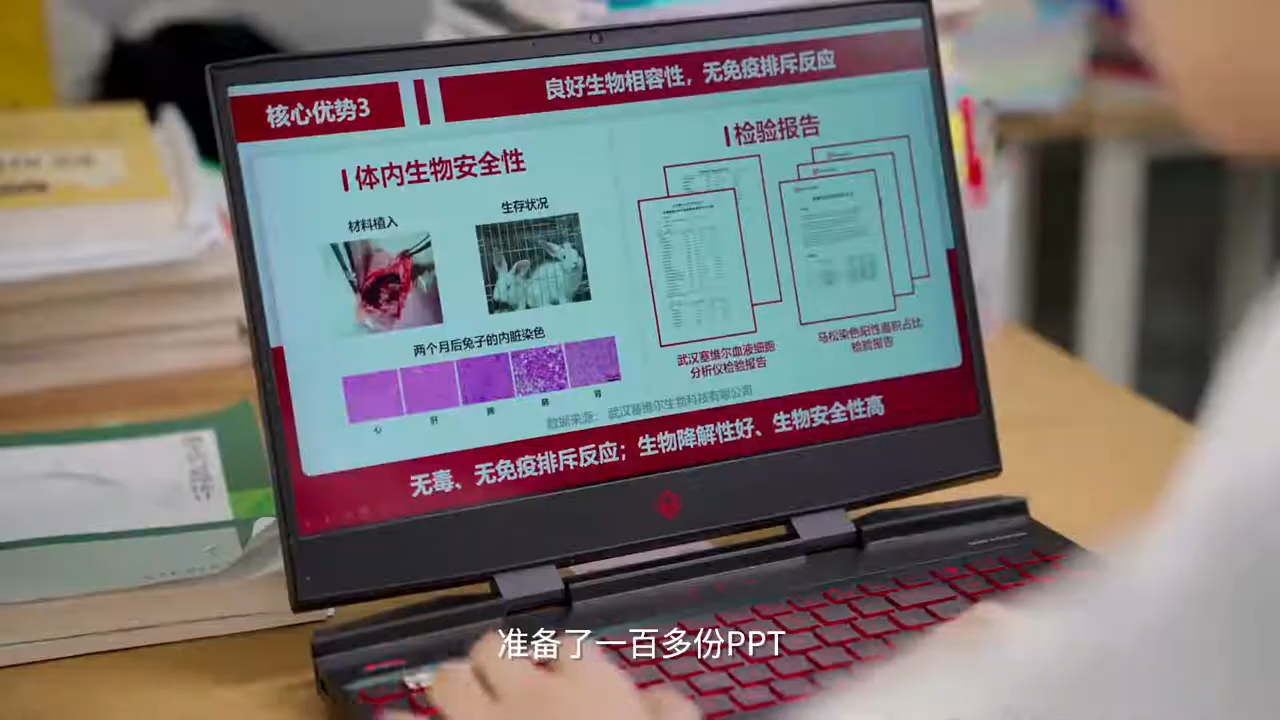 核心优势3
良好生物相容性，无免疫排斥反应
体内生物安全性
材料植入
生存状况
两个月后兔子的内脏染色
心
肝
脾
肺
肾
检验报告
武汉塞维尔血液细胞
分析仪检验报告
马松染色阳性面积占比
检验报告
数据来源：武汉塞维尔生物科技有限公司
无毒、无免疫排斥反应；生物降解性好、生物安全性高
准备了一百多份PPT